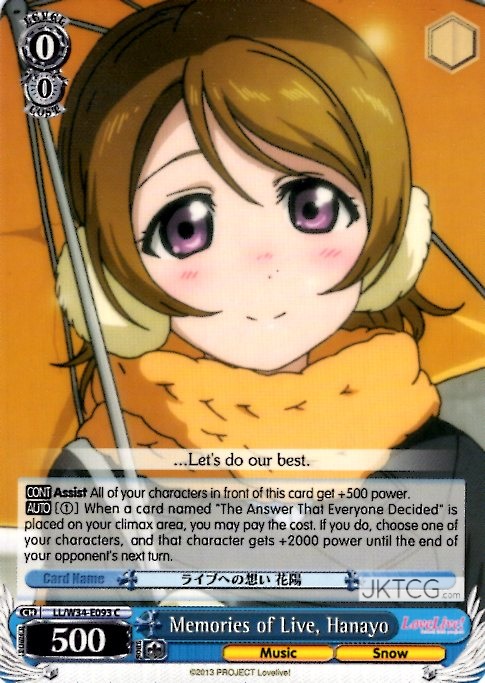 LEVEL
0
0
COST
...Let's do our best.
CONT Assist All of your characters in front of this card get +500 power.
AUTO [①] When a card named "The Answer That Everyone Decided" is
placed on your climax area, you may pay the cost. If you do, choose one of
your characters, and that character gets +2000 power until the end of
your opponent's next turn.
Card Name ライブへの想い 花陽
JKTCG.com
CH LL/W34-E093 C
500
Memories of Live, Hanayo
LoveLive!
Music Snow
©2013 PROJECT Lovelive!